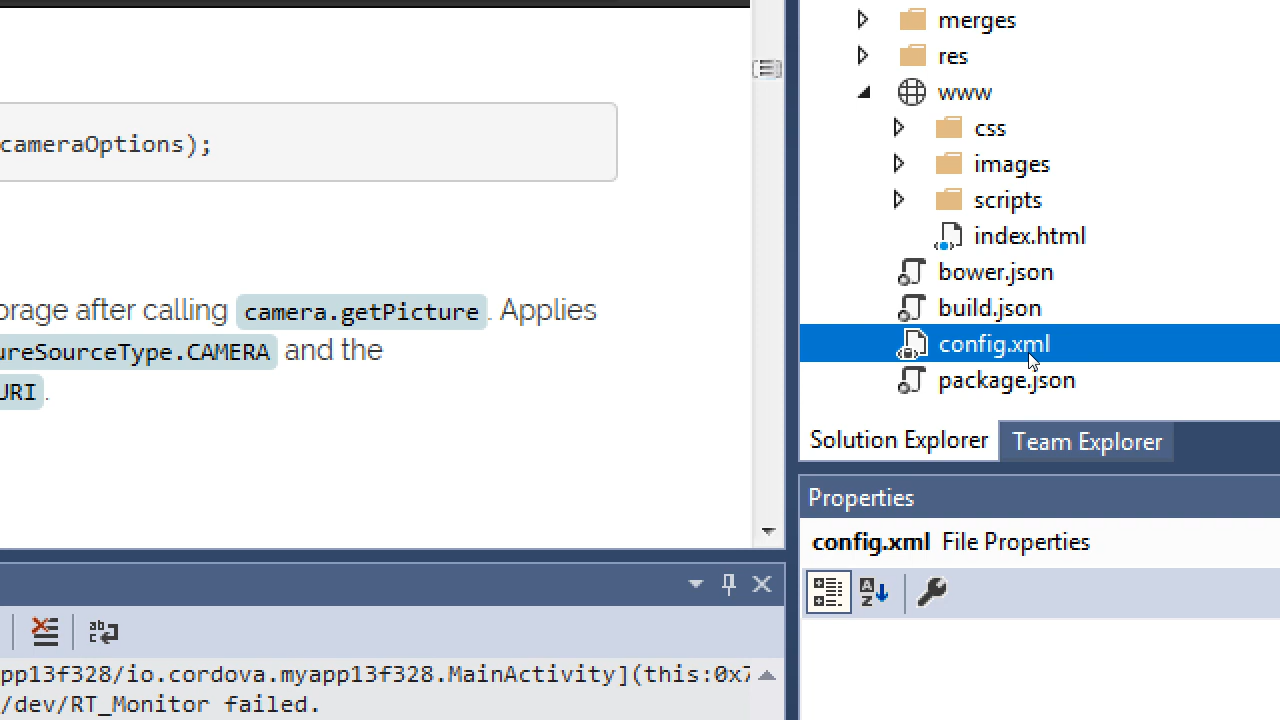 cameraOptions);
orage after calling camera.getPicture. Applies
ureSourceType.CAMERA and the
URI.
merges
res
www
css
images
scripts
index.html
bower.json
build.json
config.xml
package.json
Solution Explorer Team Explorer
Properties
config.xml File Properties
pp13f328/io.cordova.myapp13f328.MainActivity](this:0x7
/dev/RT_Monitor failed.